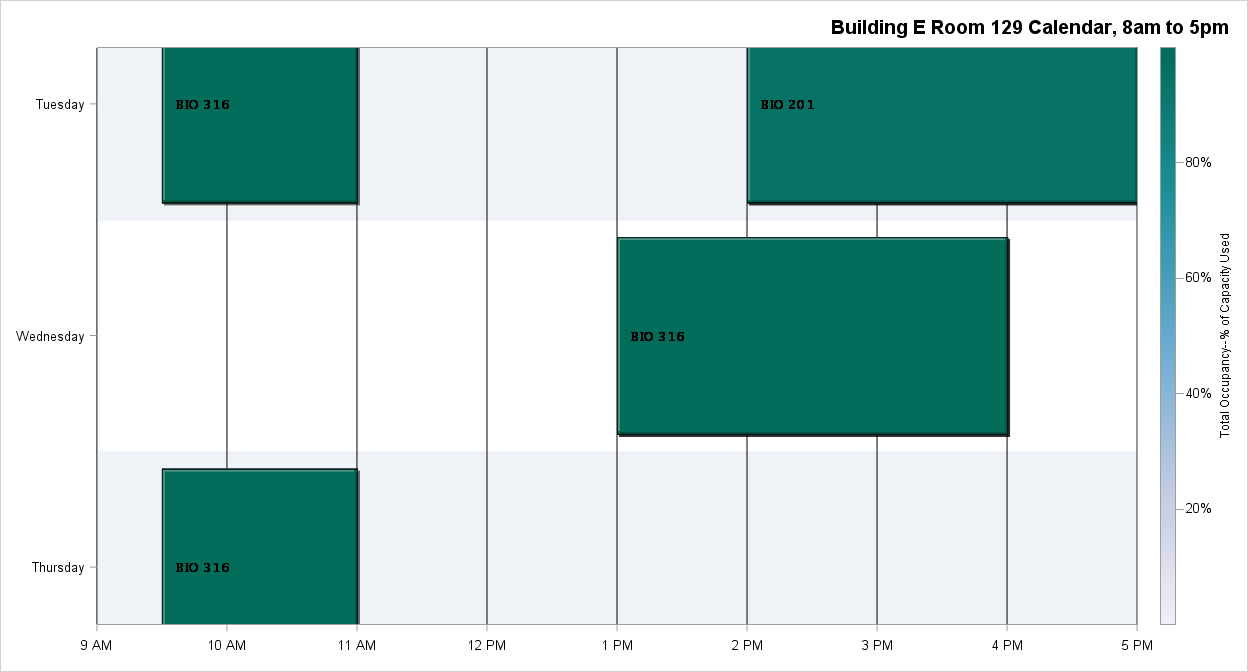 Building E Room 129 Calendar, 8am to 5pm
Tuesday
BIO 316
BIO 201
Wednesday
BIO 316
Thursday
BIO 316
9 AM
10 AM
11 AM
12 PM
1 PM
2 PM
3 PM
4 PM
5 PM
80%
60%
40%
20%
Total Occupancy--% of Capacity Used